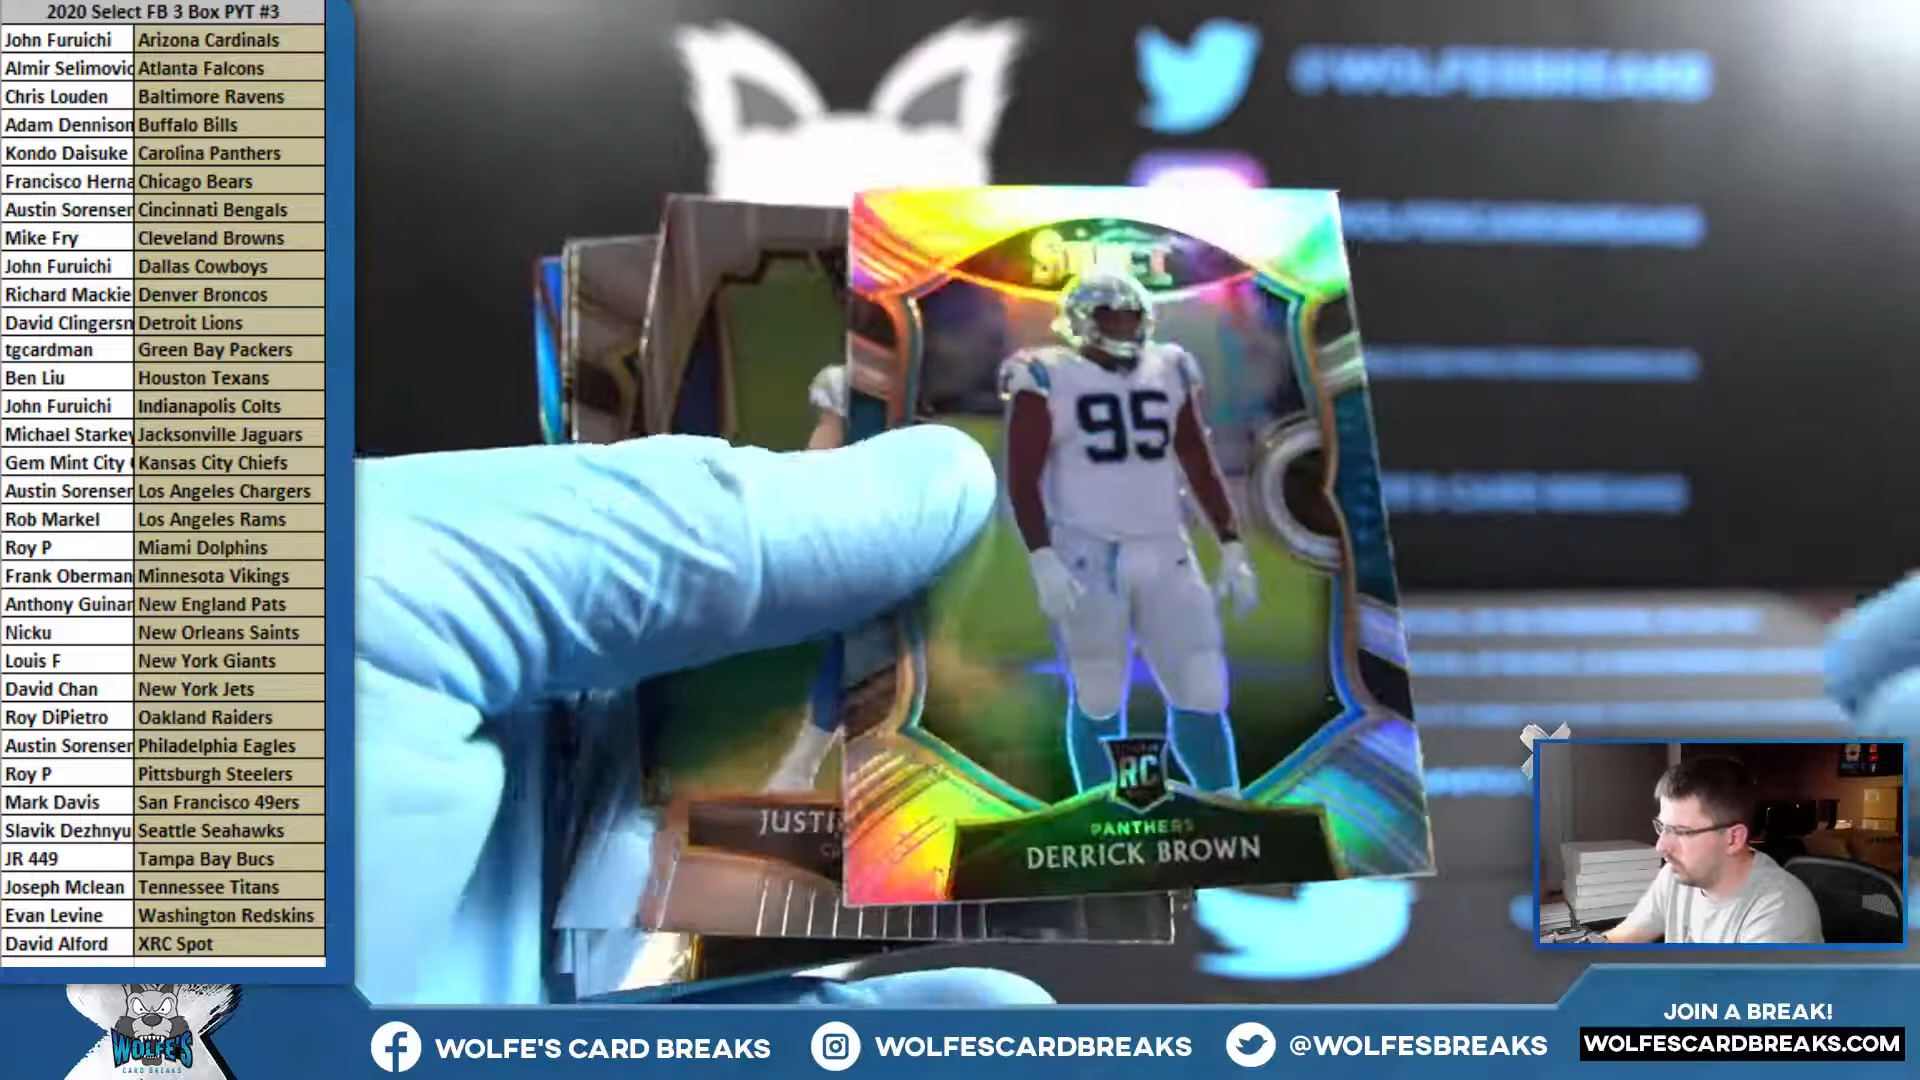 2020 Select FB 3 Box PYT #3
John Furuichi Arizona Cardinals
Almir Selimovic Atlanta Falcons
Chris Louden Baltimore Ravens
Adam Dennison Buffalo Bills
Kondo Daisuke Carolina Panthers
Francisco Herna Chicago Bears
Austin Sorensen Cincinnati Bengals
Mike Fry Cleveland Browns
John Furuichi Dallas Cowboys
Richard Mackie Denver Broncos
David Clingersn Detroit Lions
tgcardman Green Bay Packers
Ben Liu Houston Texans
John Furuichi Indianapolis Colts
Michael Starkey Jacksonville Jaguars
Gem Mint City Kansas City Chiefs
Austin Sorensen Los Angeles Chargers
Rob Markel Los Angeles Rams
Roy P Miami Dolphins
Frank Oberman Minnesota Vikings
Anthony Guinan New England Pats
Nicku New Orleans Saints
Louis F New York Giants
David Chan New York Jets
Roy DiPietro Oakland Raiders
Austin Sorensen Philadelphia Eagles
Roy P Pittsburgh Steelers
Mark Davis San Francisco 49ers
Slavik Dezhnyu Seattle Seahawks
JR 449 Tampa Bay Bucs
Joseph Mclean Tennessee Titans
Evan Levine Washington Redskins
David Alford XRC Spot
@WOLFESBREAKS
SELECT
95
RC
PANTHERS
DERRICK BROWN
JUSTI
WOLFE'S
CARD BREAKS
WOLFE'S CARD BREAKS
WOLFESCARDBREAKS
@WOLFESBREAKS
JOIN A BREAK!
WOLFESCARDBREAKS.COM